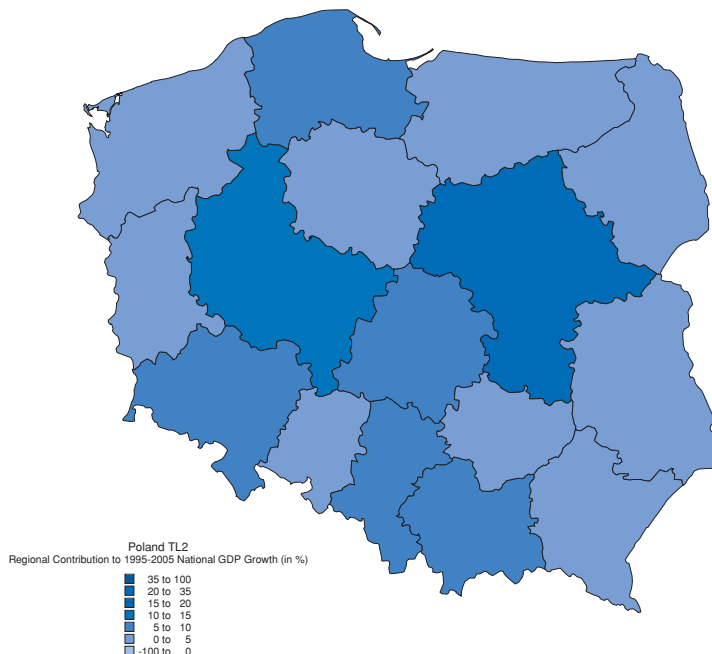 Poland TL2
Regional Contribution to 1995-2005 National GDP Growth (in %)
35 to 100
20 to 35
15 to 20
10 to 15
5 to 10
0 to 5
-100 to 0